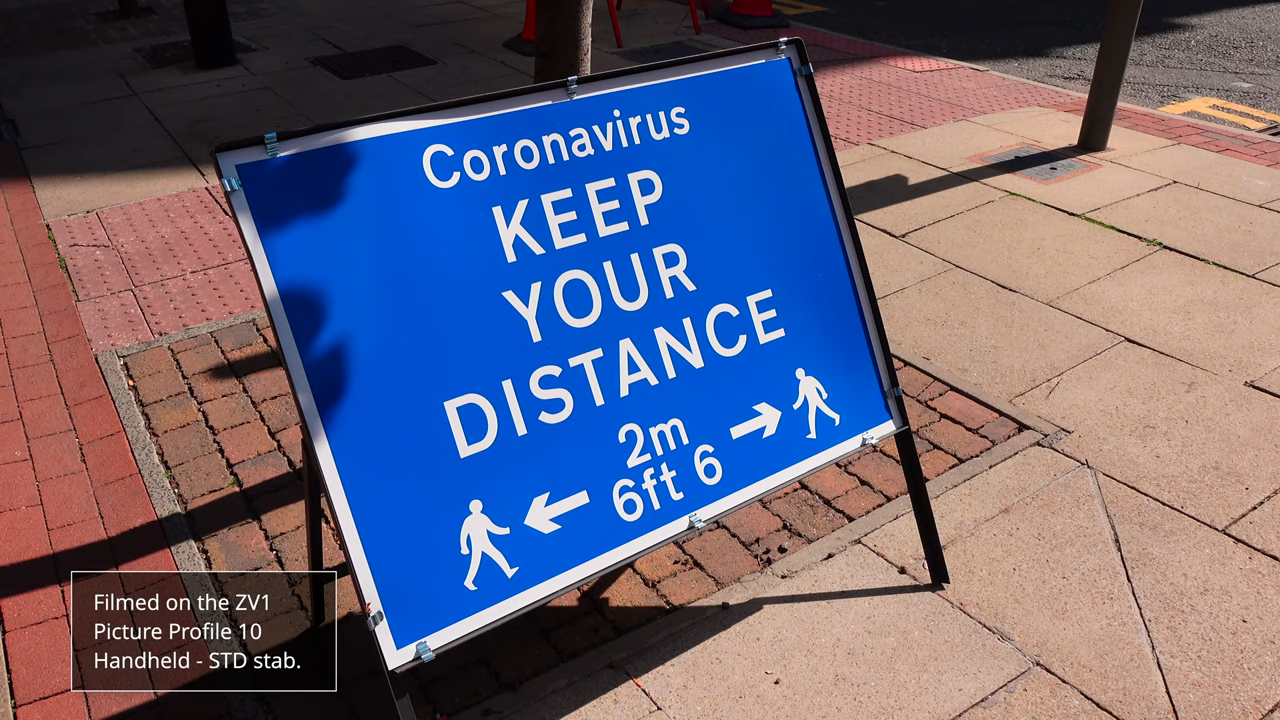 Coronavirus
KEEP
YOUR
DISTANCE
2m
6ft 6
Filmed on the ZV1
Picture Profile 10
Handheld - STD stab.